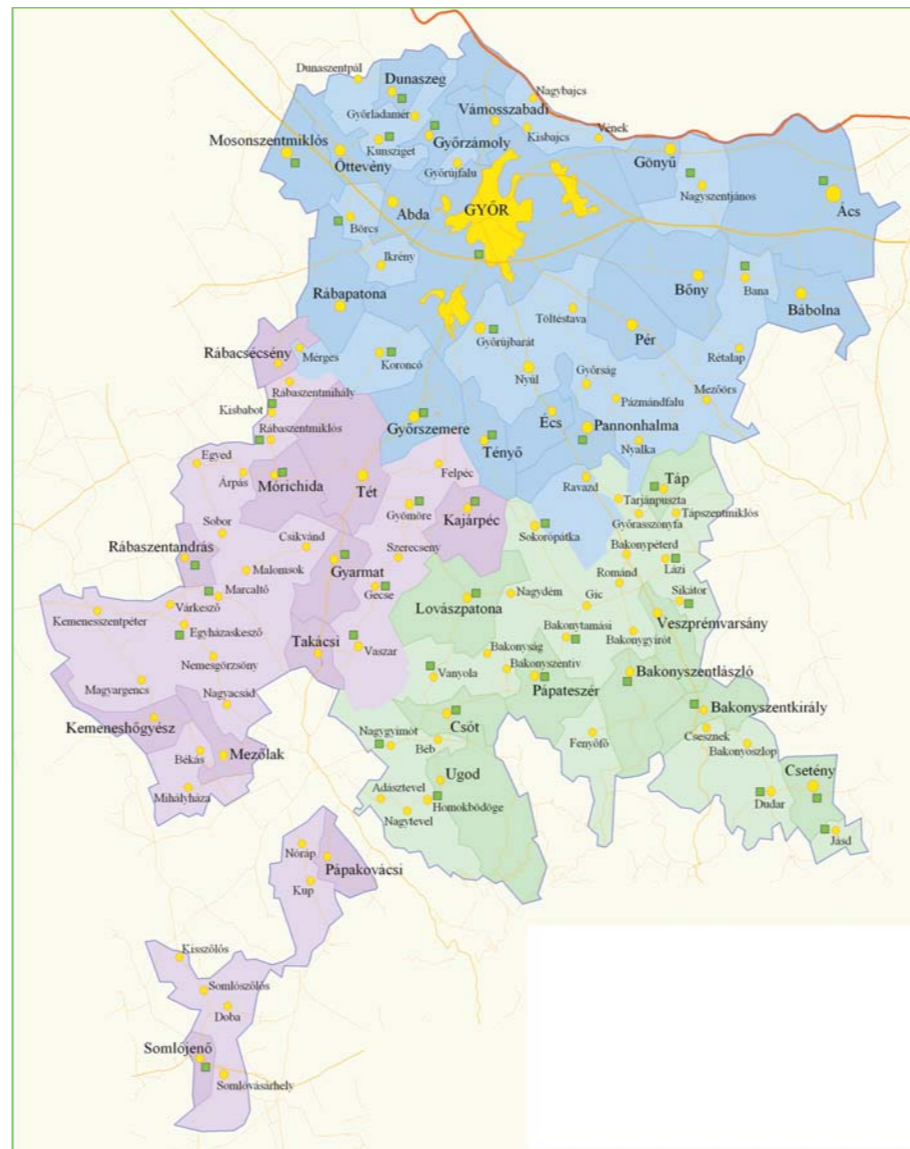 Dunaszentpál
Dunaszeg
Nagybajcs
Győrladamér
Vámosszabadi
Mosonszentmiklós
Kunsziget
Győrzámoly
Kisbajcs
Vének
Öttevény
Győrújfalu
Gönyű
Nagyszentjános
Abda
GYŐR
Ács
Börcs
Ikrény
Bőny
Bana
Rábapatona
Töltéstava
Bábolna
Pér
Győrújbarát
Rábacsécsény
Mérges
Koroncó
Rétalap
Nyúl
Győrság
Rábaszentmihály
Mezőörs
Kisbabot
Pázmándfalu
Écs
Győrszemere
Pannonhalma
Rábaszentmiklós
Tényő
Nyalka
Egyed
Felpéc
Árpás
Mórichida
Tét
Ravazd
Táp
Tarjánpuszta
Gyömöre
Kajárpéc
Győrasszonyfa
Tápszentmiklós
Sobor
Sokorópátka
Csikvánd
Bakonypéterd
Rábaszentandrás
Szerecseny
Gyarmat
Lázi
Malomsok
Románd
Marcaltő
Gecse
Nagydém
Sikátor
Várkesző
Lovászpatona
Gic
Kemenesszentpéter
Veszprémvarsány
Egyházaskesző
Bakonytamási
Bakonygyirót
Takácsi
Vaszar
Bakonyság
Nemesgörzsöny
Bakonyszentiv
Bakonyszentlászló
Magyargencs
Vanyola
Pápateszér
Nagyacsád
Bakonyszentkirály
Kemeneshőgyész
Csót
Nagygyimót
Csesznek
Béb
Fenyőfő
Bakonyoszlop
Békás
Mezőlak
Ugod
Csetény
Mihályháza
Adásztevel
Homokbödöge
Dudar
Nagytevel
Jásd
Nóráp
Pápakovácsi
Kup
Kisszőlős
Somlószőlős
Doba
Somlójenő
Somlóvásárhely